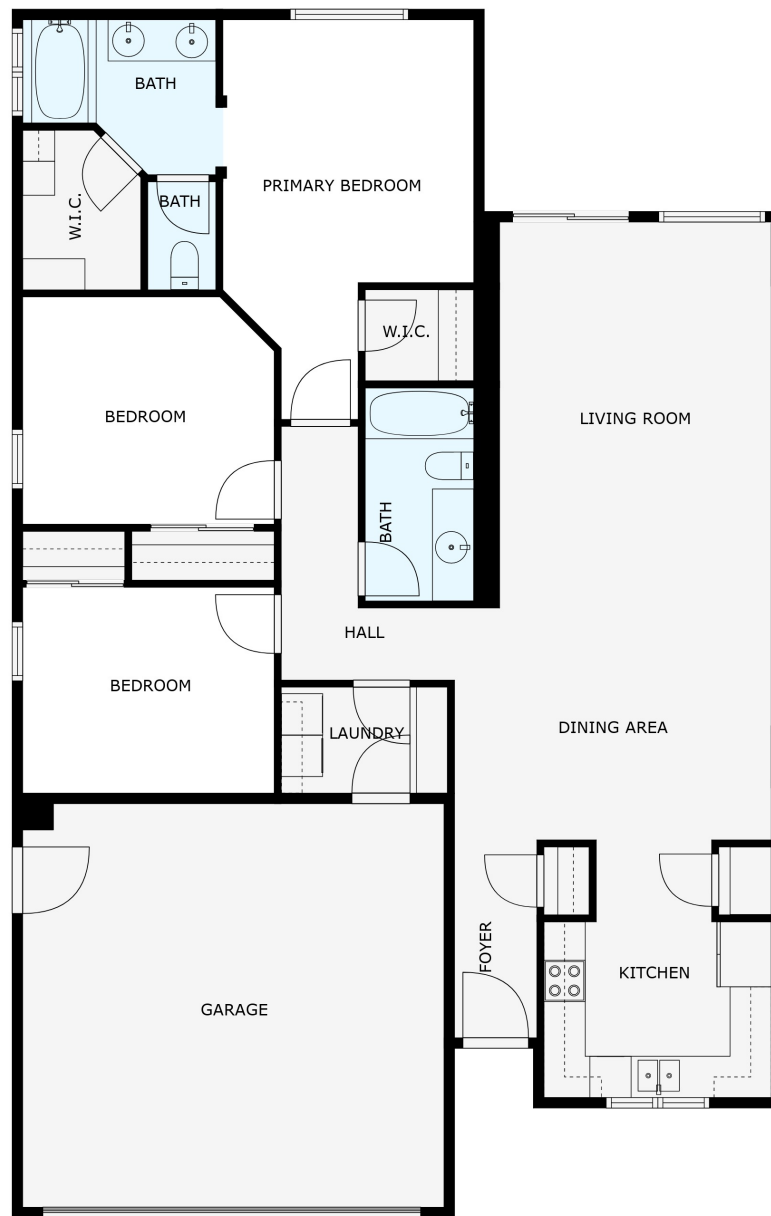 BATH
PRIMARY BEDROOM
BATH
W.I.C.
W.I.C.
BEDROOM
LIVING ROOM
BATH
HALL
BEDROOM
DINING AREA
LAUNDRY
FOYER
KITCHEN
GARAGE